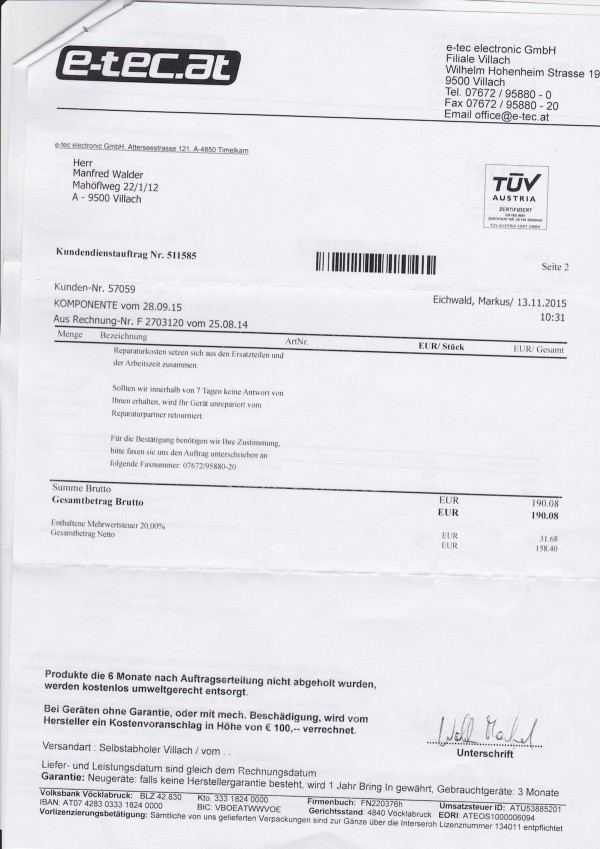 e-tec.at
e-tec electronic GmbH
Filiale Villach
Wilhelm Hohenheim Strasse 19
9500 Villach
Tel. 07672 / 95880 - 0
Fax 07672 / 95880 - 20
Email office@e-tec.at
e-tec electronic GmbH, Atterseestrasse 121, A-4850 Timelkam
Herr
Manfred Walder
Mahöflweg 22/1/12
A - 9500 Villach
TÜV
AUSTRIA
ZERTIFIZIERT
EN ISO 9001
TÜV AUSTRIA CERT GMBH
Kundendienstauftrag Nr. 511585
Seite 2
Kunden-Nr. 57059
KOMPONENTE vom 28.09.15
Eichwald, Markus/ 13.11.2015
10:31
Aus Rechnung-Nr. F 2703120 vom 25.08.14
Menge Bezeichnung ArtNr. EUR/ Stück EUR/ Gesamt
Reparaturkosten setzen sich aus den Ersatzteilen und
der Arbeitszeit zusammen.
Sollten wir innerhalb von 7 Tagen keine Antwort von
Ihnen erhalten, wird Ihr Gerät unrepariert vom
Reparaturpartner retourniert.
Für die Bestätigung benötigen wir Ihre Zustimmung,
bitte faxen sie uns den Auftrag unterschrieben an
folgende Faxnummer: 07672/95880-20
Summe Brutto EUR 190.08
Gesamtbetrag Brutto EUR 190.08
Enthaltene Mehrwertsteuer 20,00% EUR 31.68
Gesamtbetrag Netto EUR 158.40
Produkte die 6 Monate nach Auftragserteilung nicht abgeholt wurden,
werden kostenlos umweltgerecht entsorgt.
Bei Geräten ohne Garantie, oder mit mech. Beschädigung, wird vom
Hersteller ein Kostenvoranschlag in Höhe von € 100,-- verrechnet.
Versandart : Selbstabholer Villach / vom . .
Unterschrift
Liefer- und Leistungsdatum sind gleich dem Rechnungsdatum
Garantie: Neugeräte: falls keine Herstellergarantie besteht, wird 1 Jahr Bring In gewährt, Gebrauchtgeräte: 3 Monate
Volksbank Vöcklabruck: BLZ 42.830 Kto. 333 1824 0000 Firmenbuch: FN220376h Umsatzsteuer ID: ATU53885201
IBAN: AT07 4283 0333 1824 0000 BIC: VBOEATWWVOE Gerichtsstand: 4840 Vöcklabruck EORI: ATEOS1000006094
Vorlizenzierungsbetätigung: Sämtliche von uns gelieferten Verpackungen sind zur Gänze über die Interseroh Lizenznummer 134011 entpflichtet